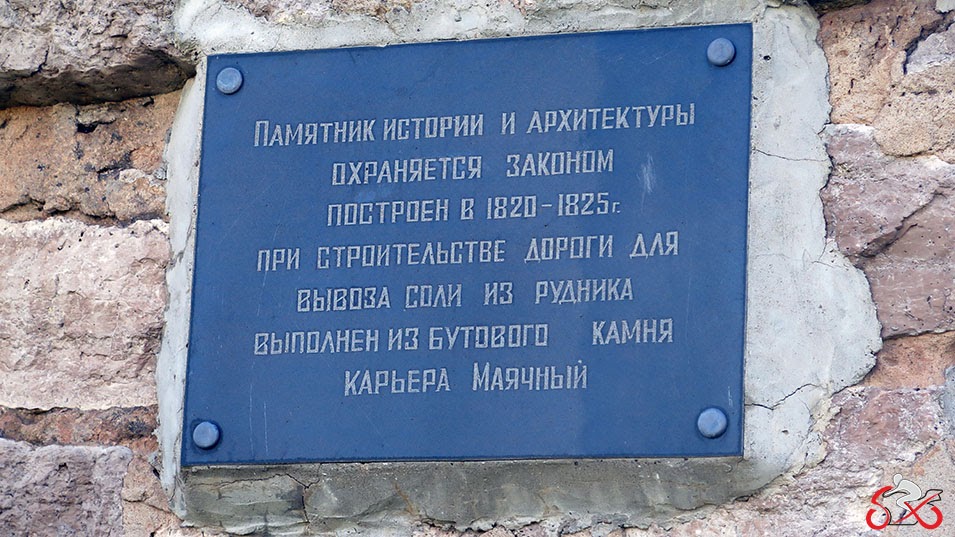 Памятник истории и архитектуры
охраняется законом
построен в 1820-1825г.
при строительстве дороги для
вывоза соли из рудника
выполнен из бутового камня
карьера Маячный